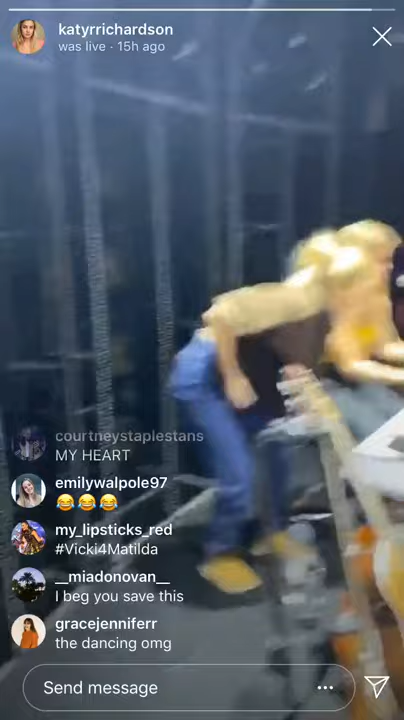 katyrrichardson
was live · 15h ago
courtneystaplestans
MY HEART
emilywalpole97
😂😂😂
my_lipsticks_red
#Vicki4Matilda
__miadonovan__
I beg you save this
gracejenniferr
the dancing omg
Send message